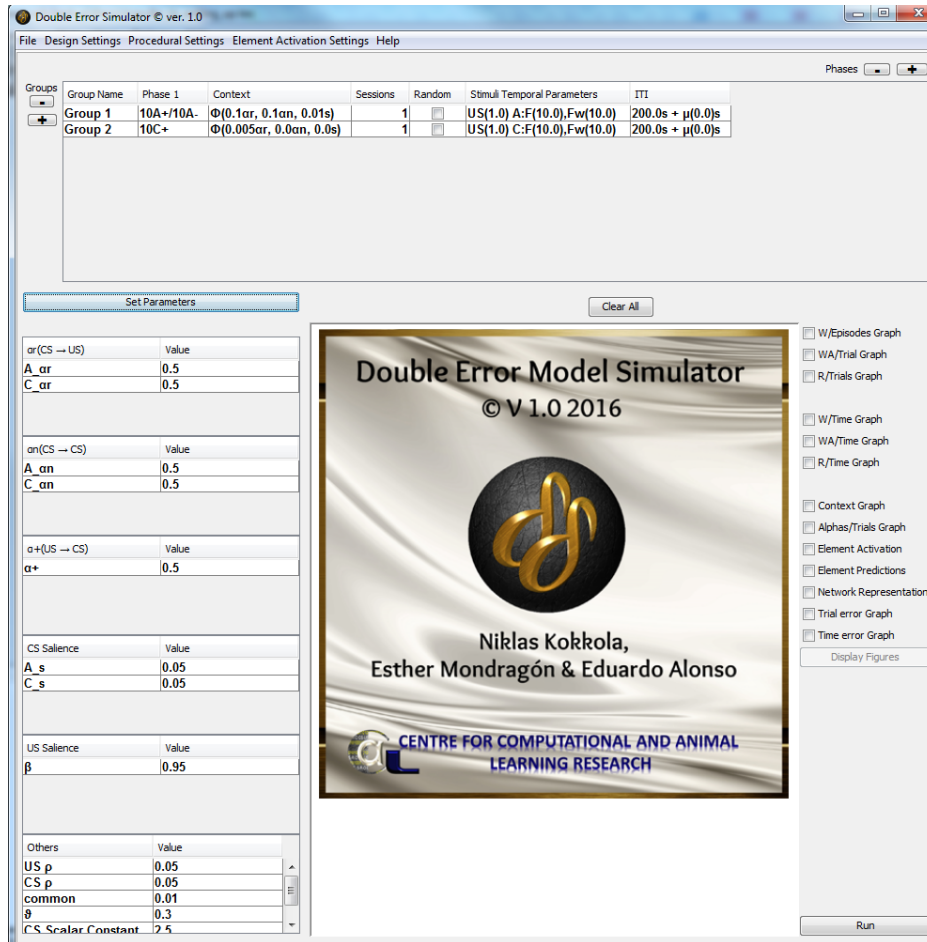 Double Error Simulator © ver. 1.0
File Design Settings Procedural Settings Element Activation Settings Help
Phases - +
Groups - +
Group Name Phase 1 Context Sessions Random Stimuli Temporal Parameters ITI
Group 1 10A+/10A- Φ(0.1αr, 0.1αn, 0.01s) 1 US(1.0) A:F(10.0),Fw(10.0) 200.0s + μ(0.0)s
Group 2 10C+ Φ(0.005αr, 0.0αn, 0.0s) 1 US(1.0) C:F(10.0),Fw(10.0) 200.0s + μ(0.0)s
Set Parameters
Clear All
αr(CS → US) Value
A_αr 0.5
C_αr 0.5
αn(CS → CS) Value
A_αn 0.5
C_αn 0.5
α+(US → CS) Value
α+ 0.5
CS Salience Value
A_s 0.05
C_s 0.05
US Salience Value
β 0.95
Others Value
US ρ 0.05
CS ρ 0.05
common 0.01
ϑ 0.3
CS Scalar Constant 2.5
Double Error Model Simulator
© V 1.0 2016
Niklas Kokkola,
Esther Mondragón & Eduardo Alonso
CENTRE FOR COMPUTATIONAL AND ANIMAL
LEARNING RESEARCH
W/Episodes Graph
WA/Trial Graph
R/Trials Graph
W/Time Graph
WA/Time Graph
R/Time Graph
Context Graph
Alphas/Trials Graph
Element Activation
Element Predictions
Network Representation
Trial error Graph
Time error Graph
Display Figures
Run